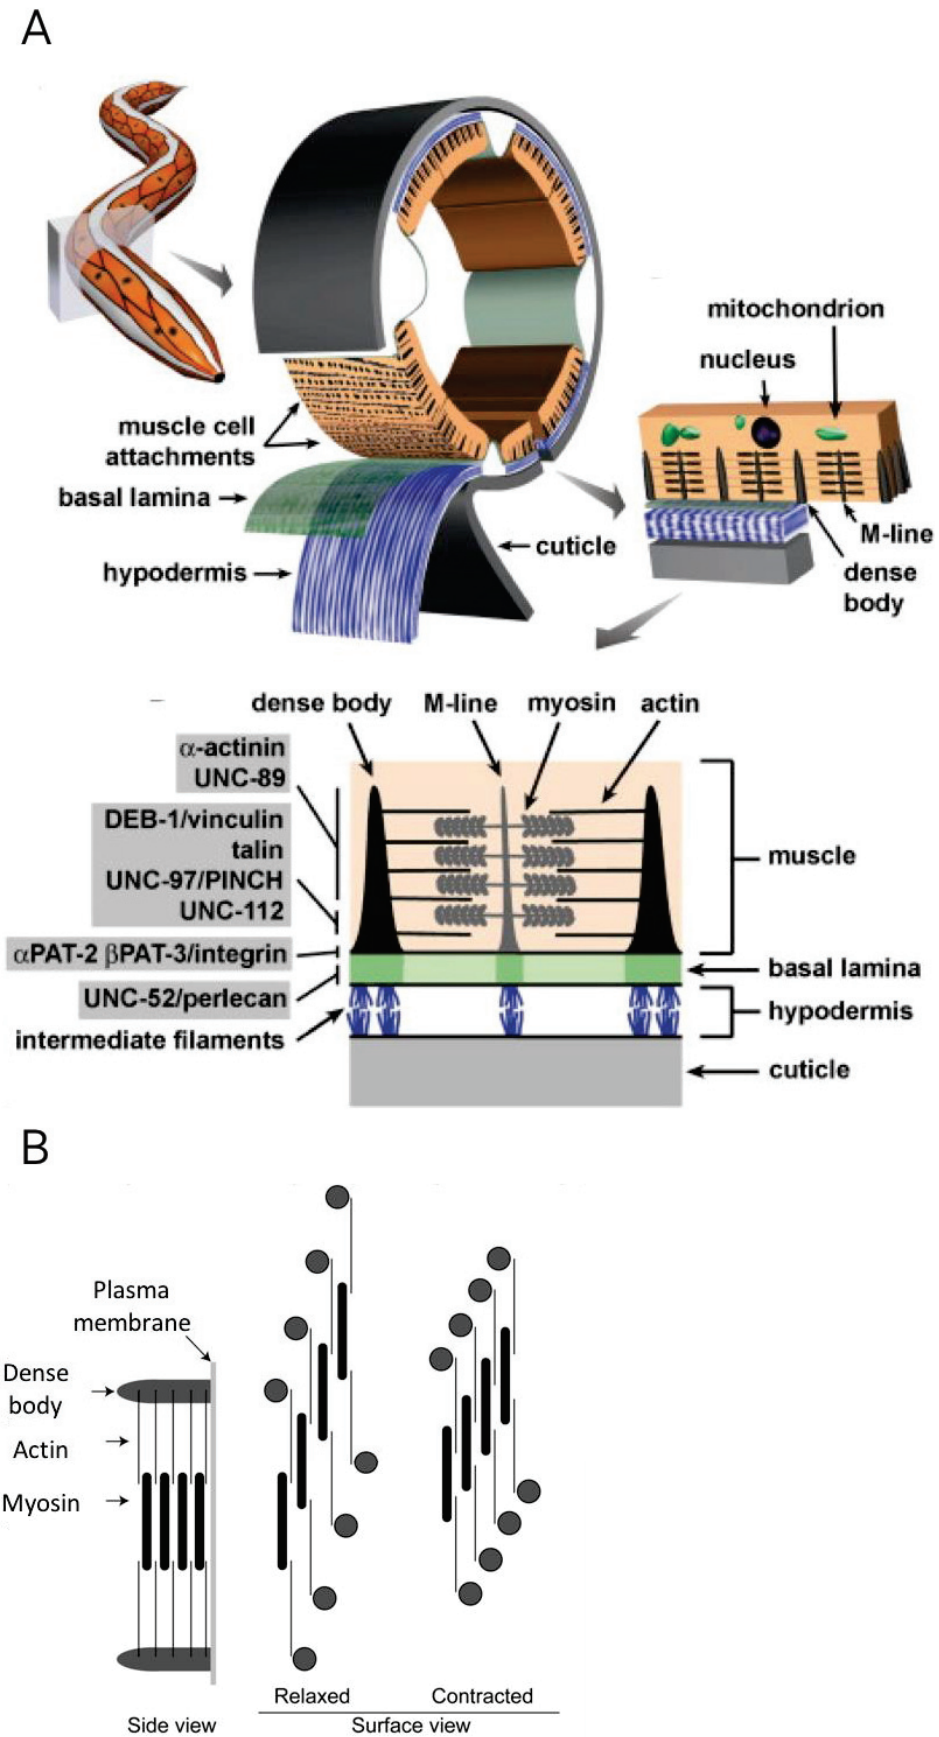 A
mitochondrion
nucleus
muscle cell
attachments
basal lamina
hypodermis
cuticle
M-line
dense
body
dense body
M-line
myosin
actin
α-actinin
UNC-89
DEB-1/vinculin
talin
UNC-97/PINCH
UNC-112
αPAT-2 βPAT-3/integrin
UNC-52/perlecan
intermediate filaments
muscle
basal lamina
hypodermis
cuticle
B
Plasma
membrane
Dense
body
Actin
Myosin
Relaxed
Contracted
Side view
Surface view